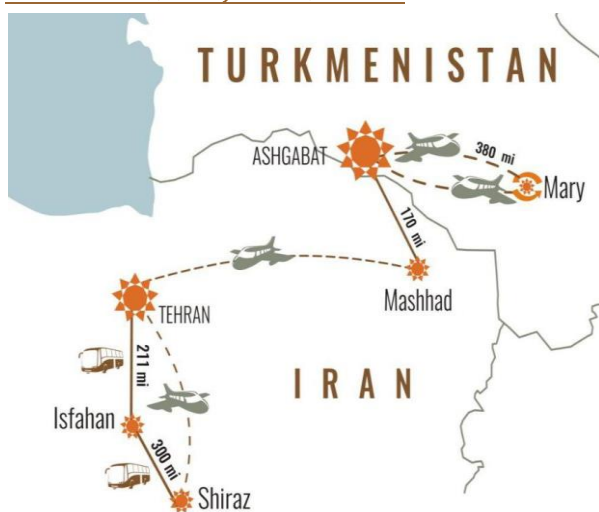 TURKMENISTAN
ASHGABAT
380 mi
Mary
170 mi
Mashhad
TEHRAN
211 mi
IRAN
Isfahan
300 mi
Shiraz